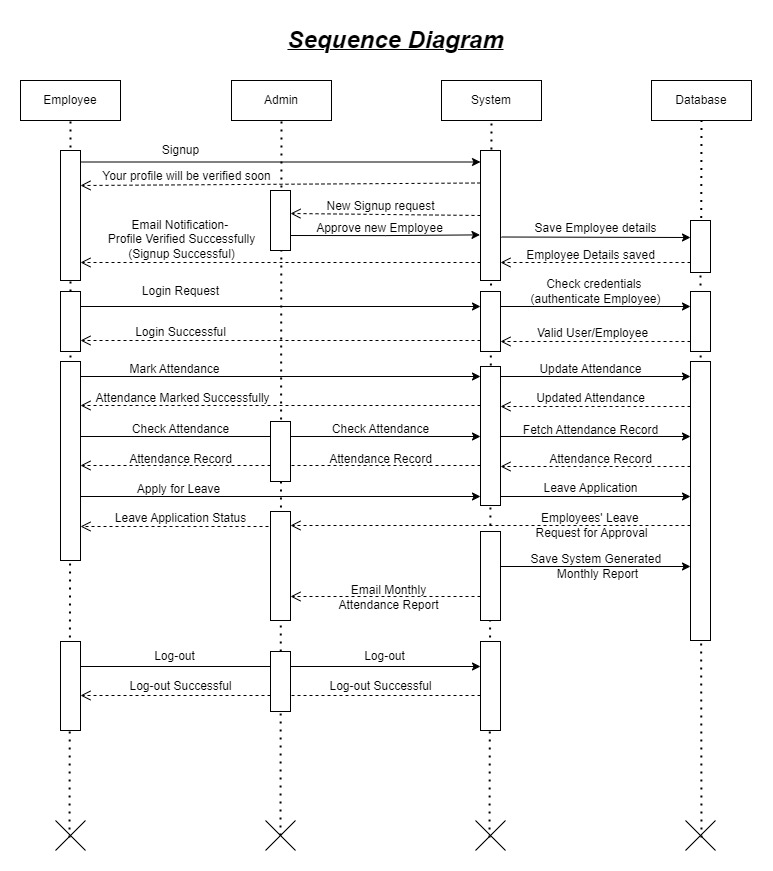 Sequence Diagram
Employee
Admin
System
Database
Signup
Your profile will be verified soon
New Signup request
Email Notification-
Profile Verified Successfully
(Signup Successful)
Approve new Employee
Save Employee details
Employee Details saved
Login Request
Check credentials
(authenticate Employee)
Login Successful
Valid User/Employee
Mark Attendance
Update Attendance
Attendance Marked Successfully
Updated Attendance
Check Attendance
Check Attendance
Fetch Attendance Record
Attendance Record
Attendance Record
Attendance Record
Apply for Leave
Leave Application
Leave Application Status
Employees' Leave
Request for Approval
Save System Generated
Monthly Report
Email Monthly
Attendance Report
Log-out
Log-out
Log-out Successful
Log-out Successful